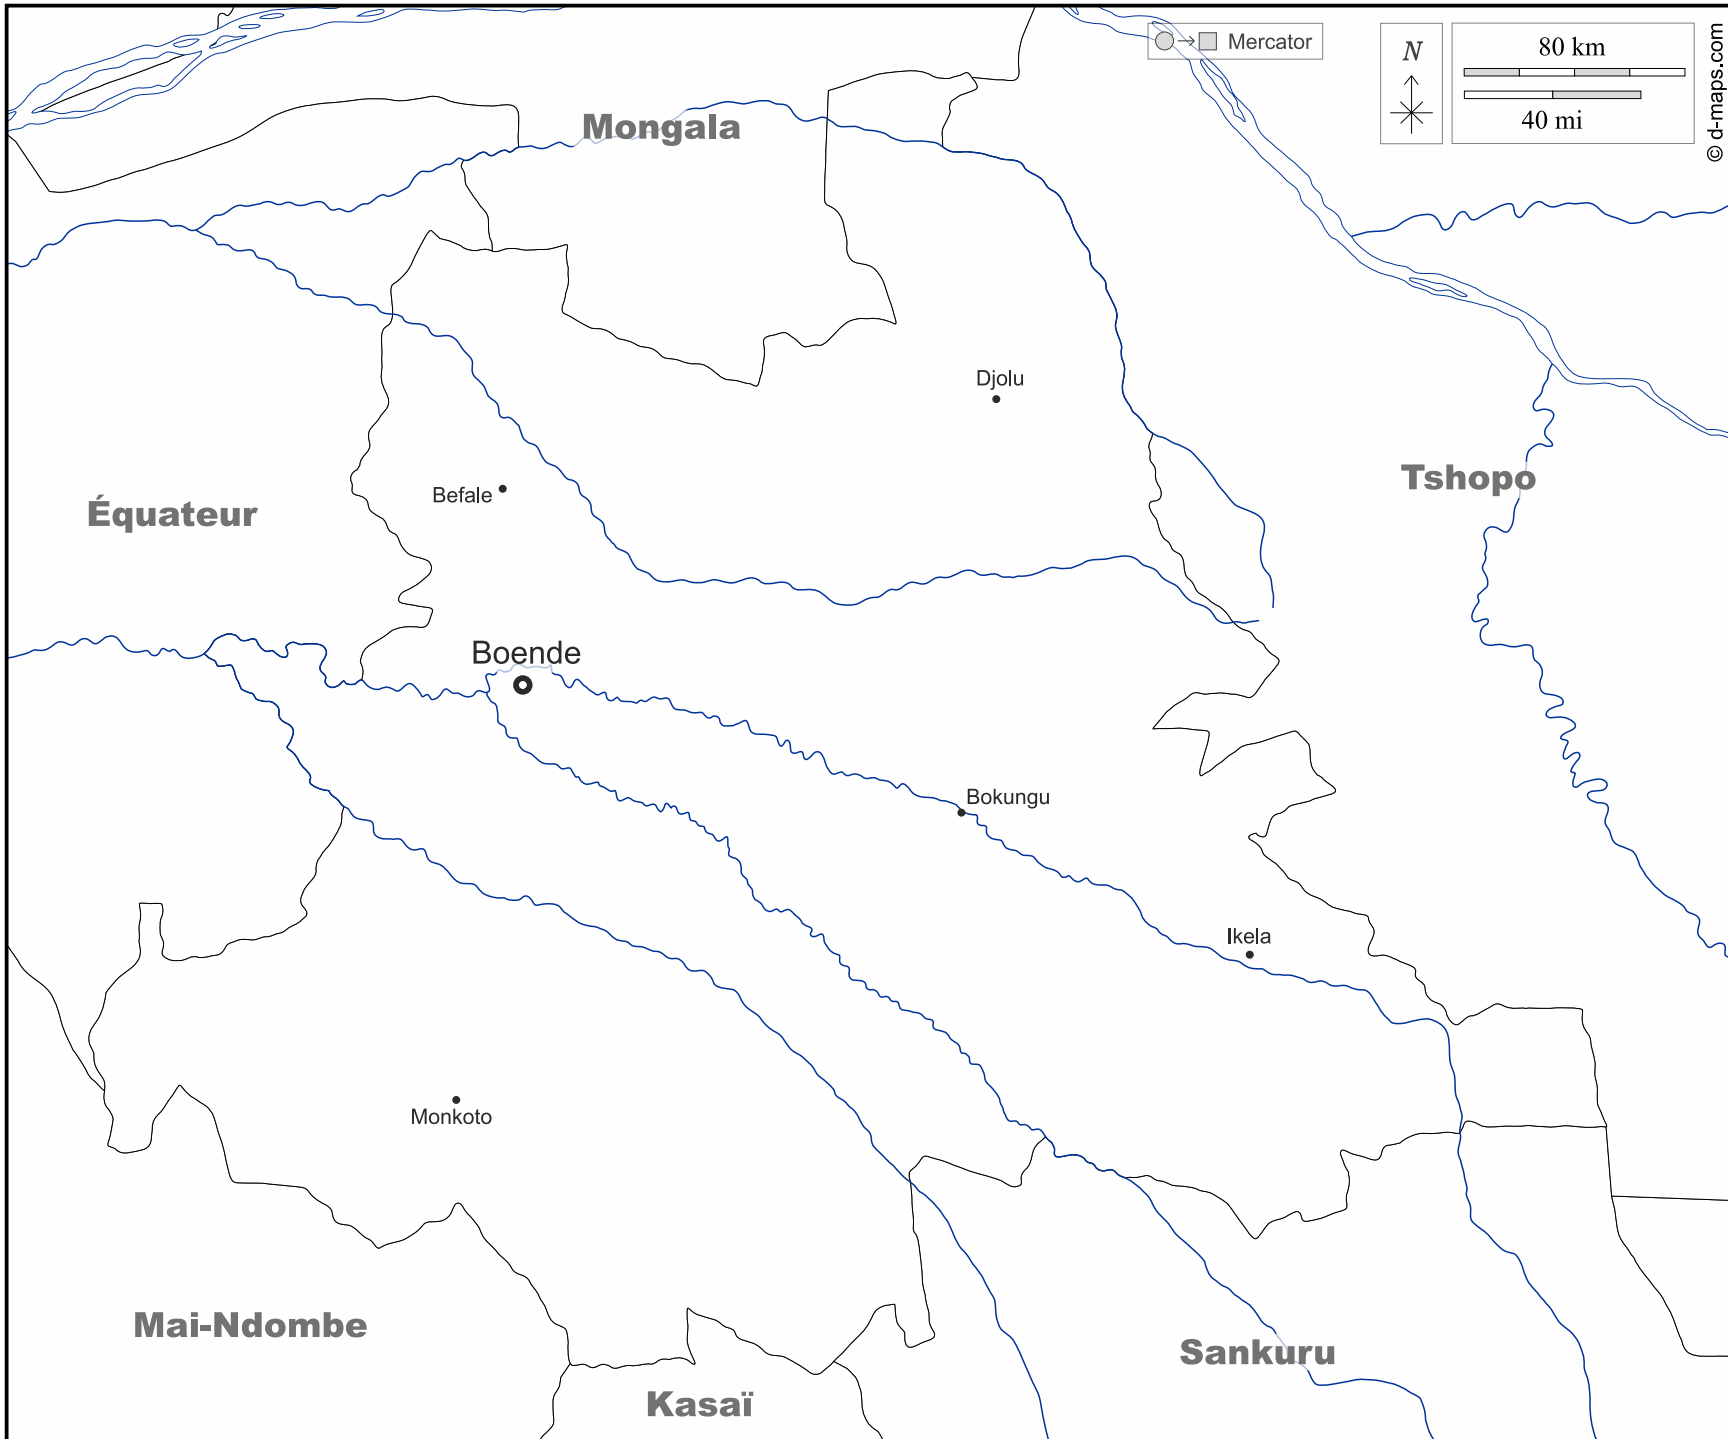 Mercator
N
80 km
40 mi
© d-maps.com
Mongala
Djolu
Tshopo
Befale
Équateur
Boende
Bokungu
Ikela
Monkoto
Mai-Ndombe
Sankuru
Kasaï